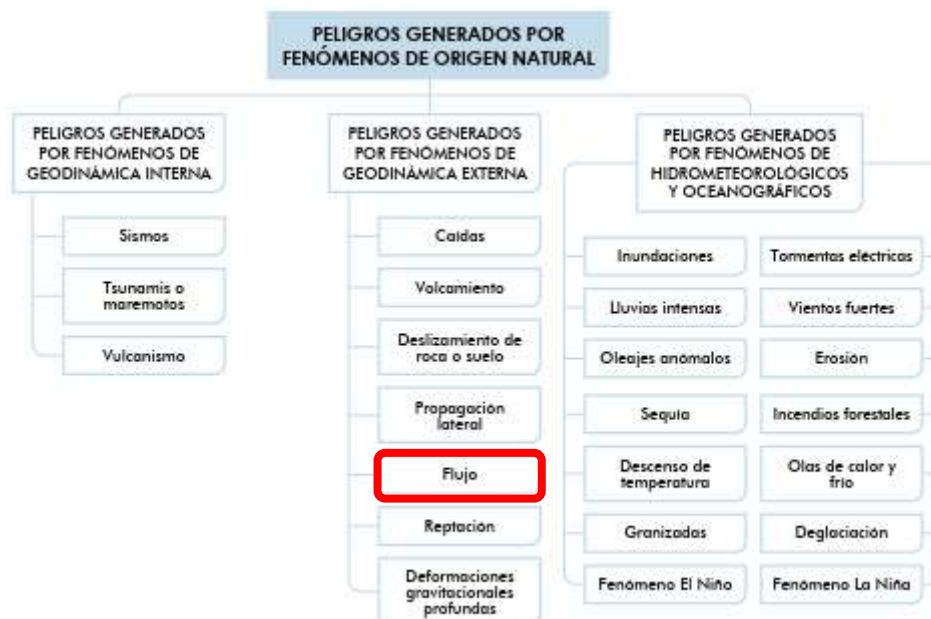 PELIGROS GENERADOS POR
FENÓMENOS DE ORIGEN NATURAL
PELIGROS GENERADOS
POR FENÓMENOS DE
GEODINÁMICA INTERNA
Sismos
Tsunamis o
maremotos
Vulcanismo
PELIGROS GENERADOS
POR FENÓMENOS DE
GEODINÁMICA EXTERNA
Caídas
Volcamiento
Deslizamiento de
roca o suelo
Propagación
lateral
Flujo
Reptación
Deformaciones
gravitacionales
profundas
PELIGROS GENERADOS
POR FENÓMENOS DE
HIDROMETEOROLÓGICOS
Y OCEANOGRÁFICOS
Inundaciones
Lluvias intensas
Oleajes anómalos
Sequía
Descenso de
temperatura
Granizadas
Fenómeno El Niño
Tormentas eléctricas
Vientos fuertes
Erosión
Incendios forestales
Olas de calor y
frío
Deglaciación
Fenómeno La Niña